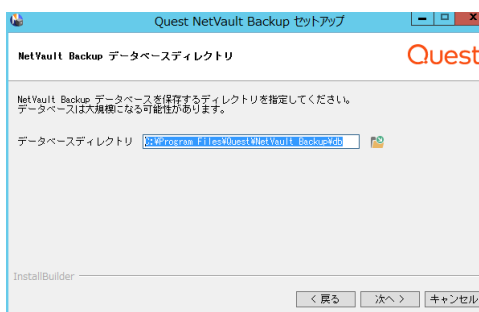 Quest NetVault Backup セットアップ
NetVault Backup データベースディレクトリ
Quest
NetVault Backup データベースを保存するディレクトリを指定してください。
データベースは大規模になる可能性があります。
データベースディレクトリ C:¥Program Files¥Quest¥NetVault Backup¥db
InstallBuilder
< 戻る 次へ > キャンセル